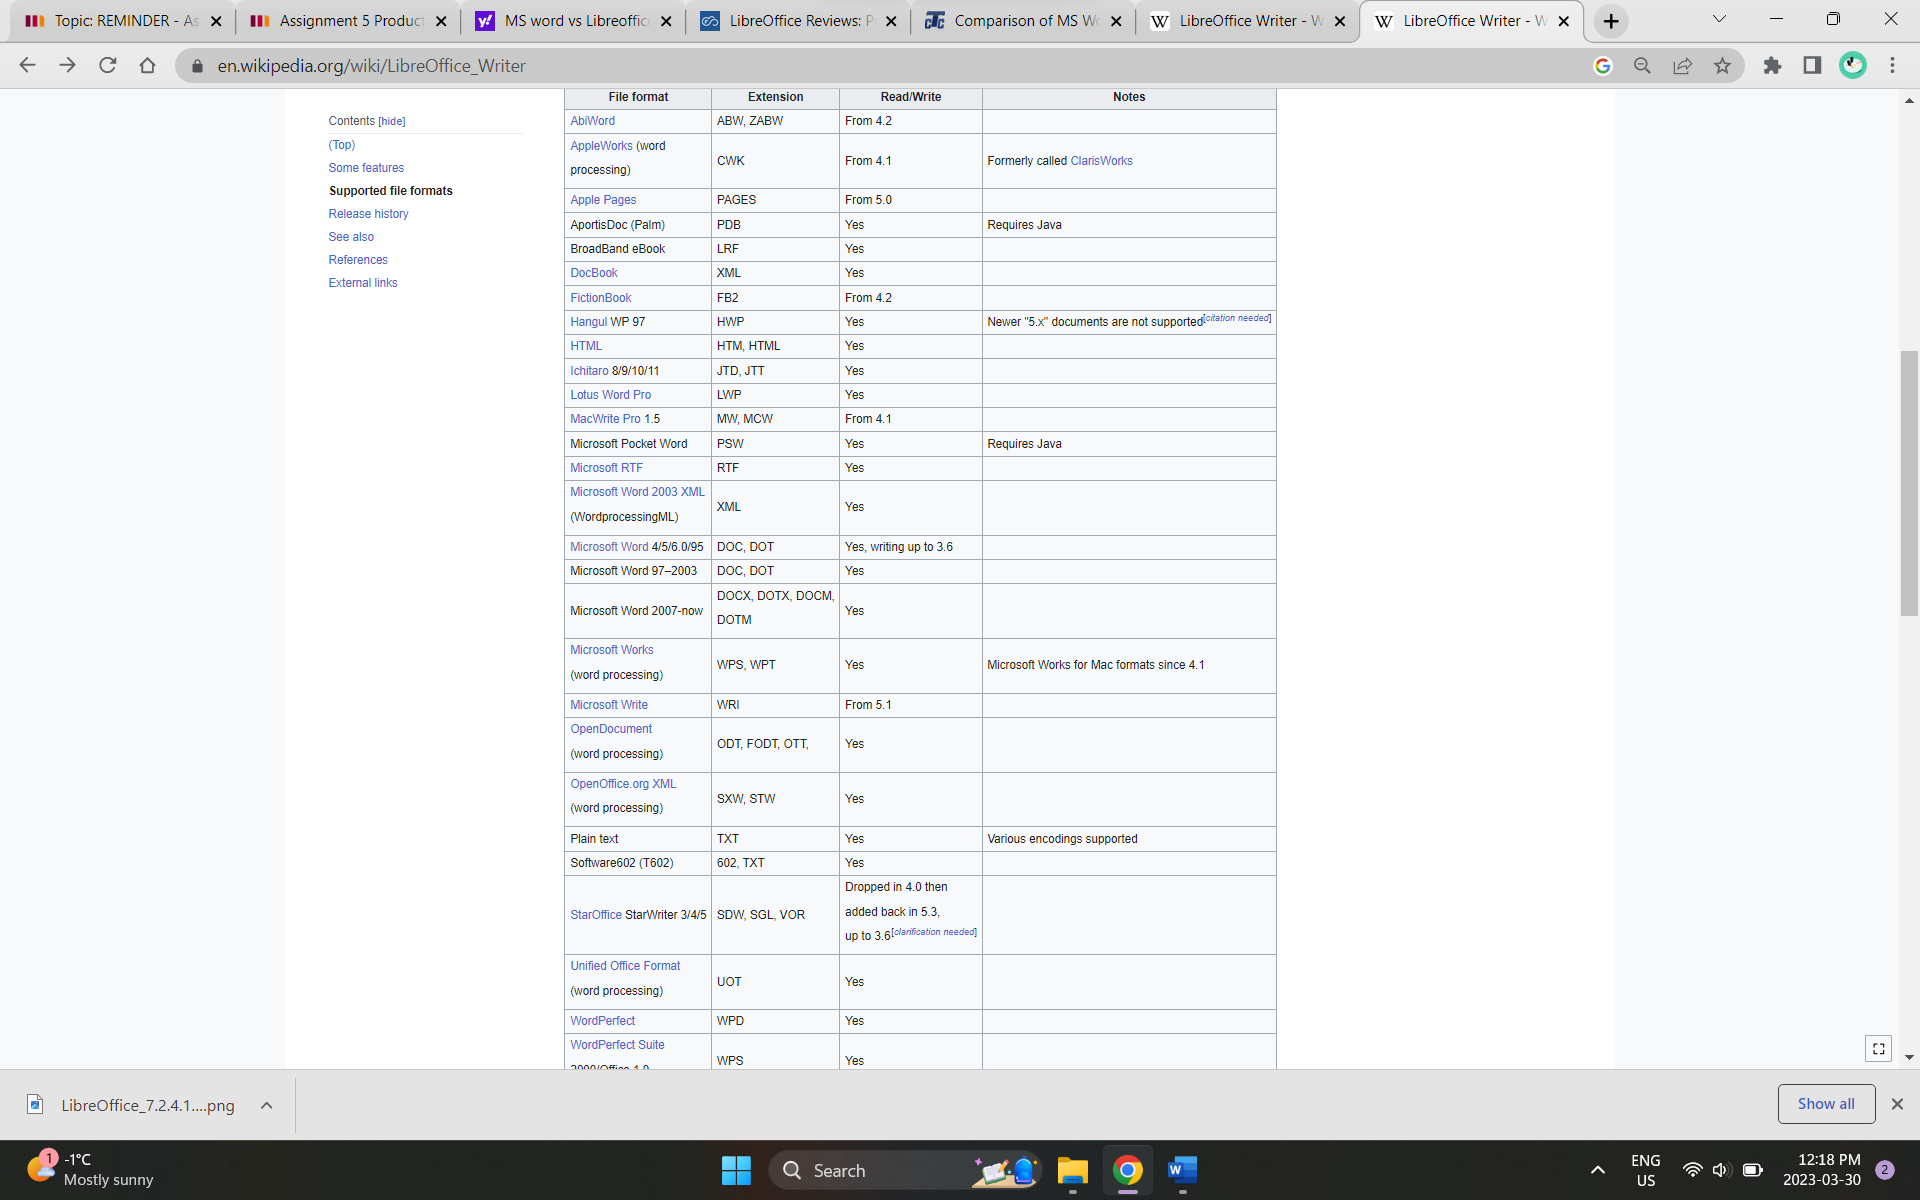 Topic: REMINDER - As
Assignment 5 Product
MS word vs Libreoffice
LibreOffice Reviews: P
Comparison of MS Wo
LibreOffice Writer - W
LibreOffice Writer - W
en.wikipedia.org/wiki/LibreOffice_Writer
Contents [hide]
(Top)
Some features
Supported file formats
Release history
See also
References
External links
File format Extension Read/Write Notes
AbiWord ABW, ZABW From 4.2
AppleWorks (word
processing) CWK From 4.1 Formerly called ClarisWorks
Apple Pages PAGES From 5.0
AportisDoc (Palm) PDB Yes Requires Java
BroadBand eBook LRF Yes
DocBook XML Yes
FictionBook FB2 From 4.2
Hangul WP 97 HWP Yes Newer "5.x" documents are not supported[citation needed]
HTML HTM, HTML Yes
Ichitaro 8/9/10/11 JTD, JTT Yes
Lotus Word Pro LWP Yes
MacWrite Pro 1.5 MW, MCW From 4.1
Microsoft Pocket Word PSW Yes Requires Java
Microsoft RTF RTF Yes
Microsoft Word 2003 XML
(WordprocessingML) XML Yes
Microsoft Word 4/5/6.0/95 DOC, DOT Yes, writing up to 3.6
Microsoft Word 97–2003 DOC, DOT Yes
Microsoft Word 2007-now DOCX, DOTX, DOCM,
DOTM Yes
Microsoft Works
(word processing) WPS, WPT Yes Microsoft Works for Mac formats since 4.1
Microsoft Write WRI From 5.1
OpenDocument
(word processing) ODT, FODT, OTT, Yes
OpenOffice.org XML
(word processing) SXW, STW Yes
Plain text TXT Yes Various encodings supported
Software602 (T602) 602, TXT Yes
StarOffice StarWriter 3/4/5 SDW, SGL, VOR Dropped in 4.0 then
added back in 5.3,
up to 3.6[clarification needed]
Unified Office Format
(word processing) UOT Yes
WordPerfect WPD Yes
WordPerfect Suite
2000/Office 1.0 WPS Yes
LibreOffice_7.2.4.1....png
Show all
1
-1°C
Mostly sunny
Search
ENG
US
12:18 PM
2023-03-30
2